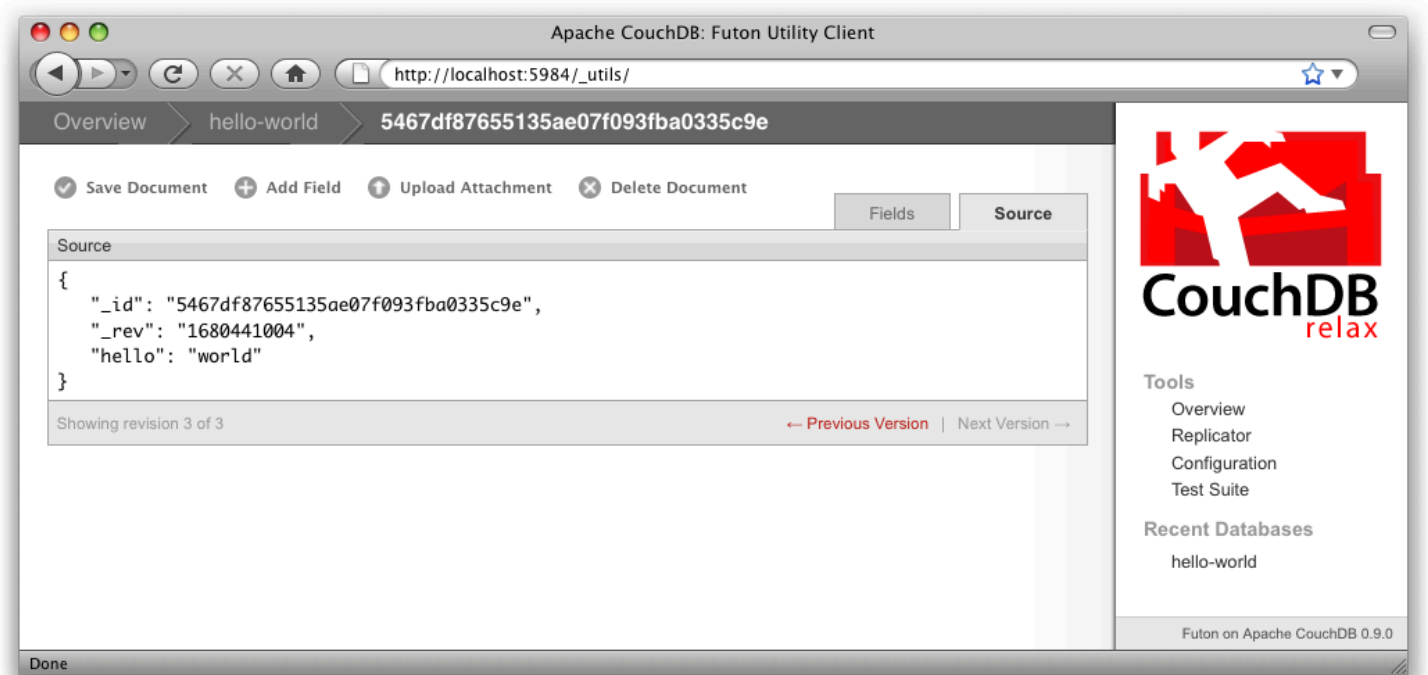 Apache CouchDB: Futon Utility Client
http://localhost:5984/_utils/
Overview hello-world 5467df87655135ae07f093fba0335c9e
Save Document Add Field Upload Attachment Delete Document
Fields Source
Source
{
"_id": "5467df87655135ae07f093fba0335c9e",
"_rev": "1680441004",
"hello": "world"
}
Showing revision 3 of 3 ← Previous Version | Next Version →
CouchDB
relax
Tools
Overview
Replicator
Configuration
Test Suite
Recent Databases
hello-world
Futon on Apache CouchDB 0.9.0
Done